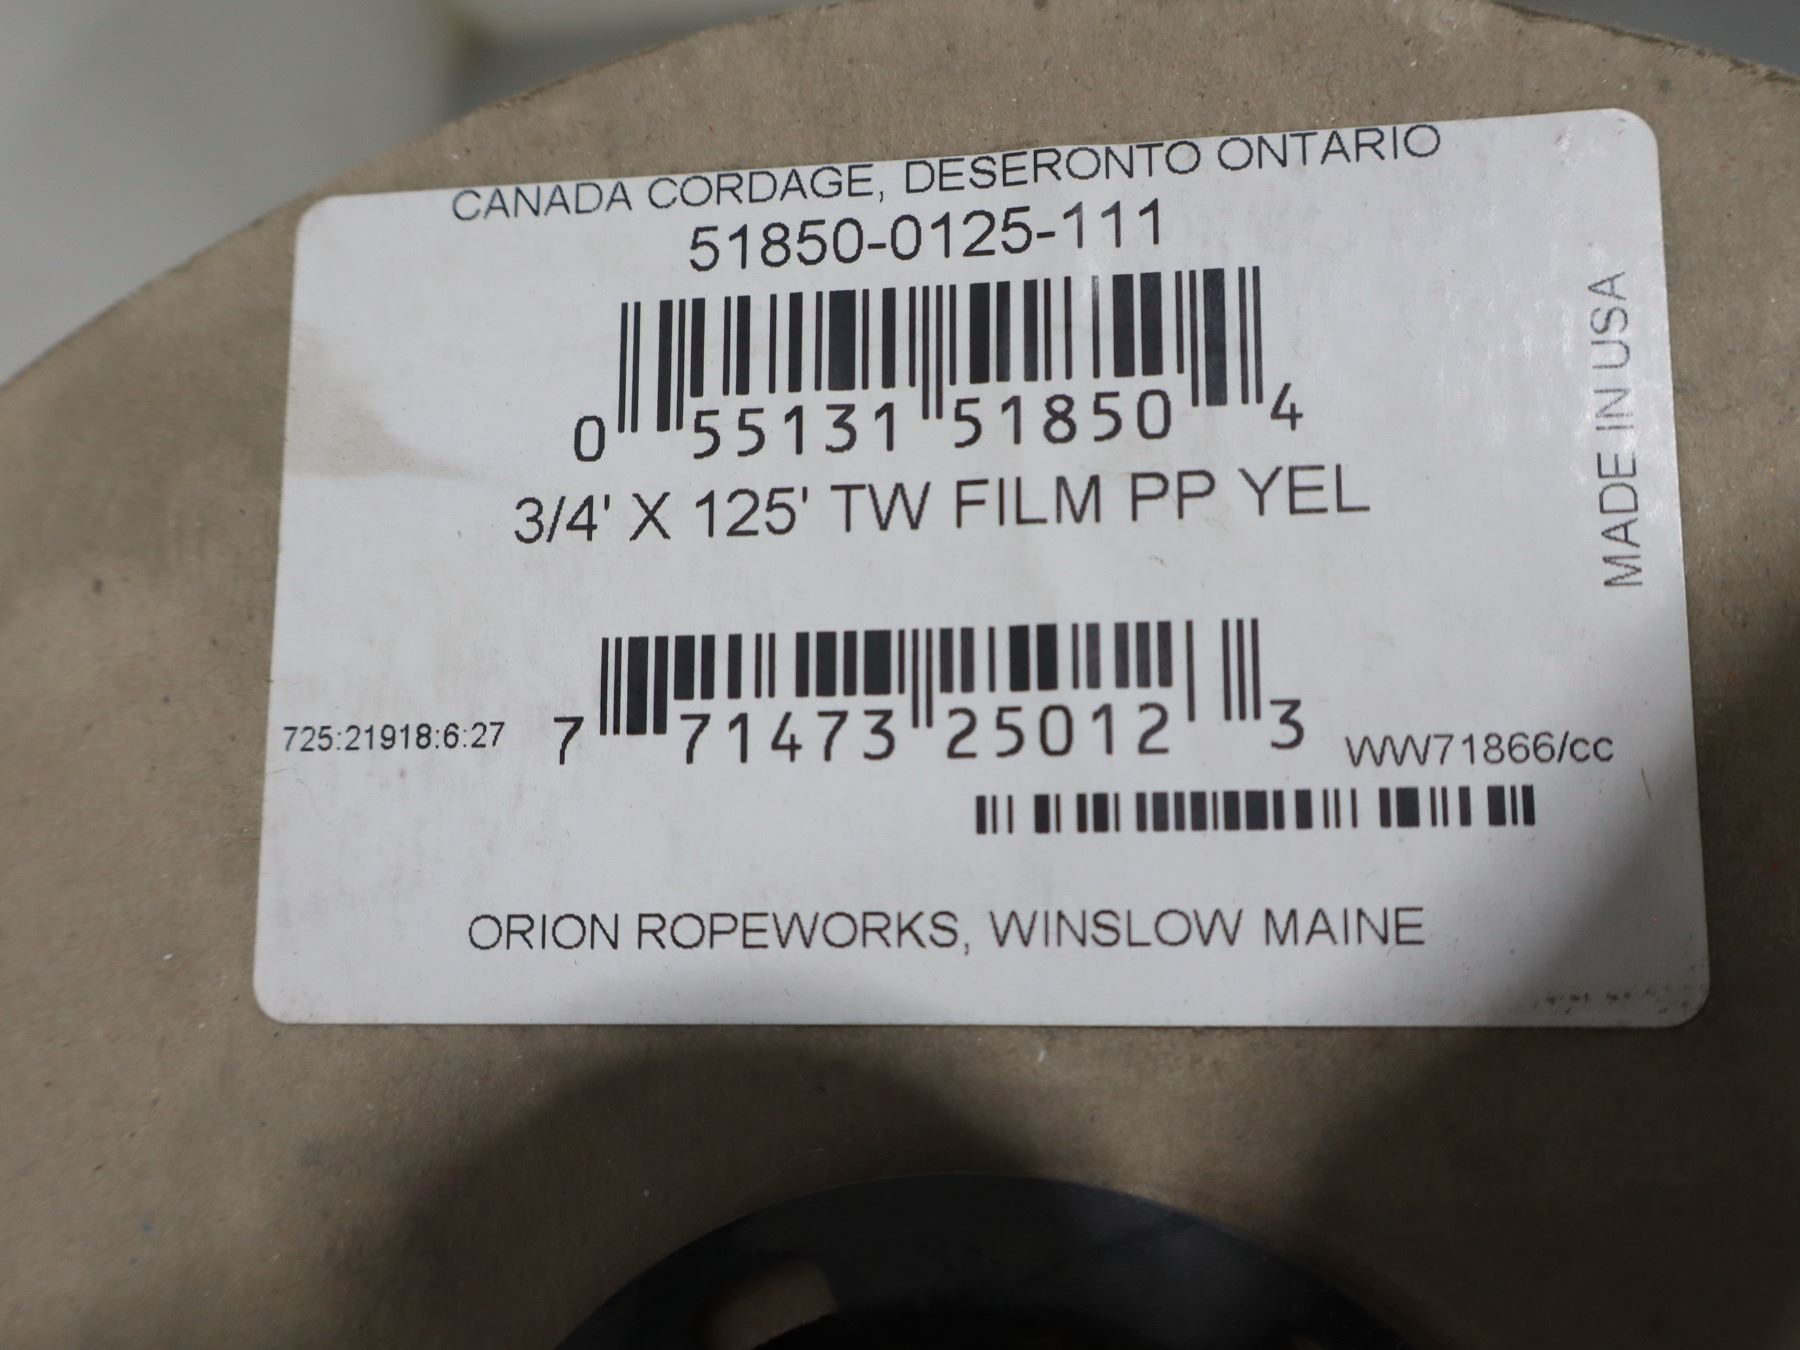 CANADA CORDAGE, DESERONTO ONTARIO
51850-0125-111
0 55131 51850 4
3/4' X 125' TW FILM PP YEL
MADE IN USA
725:21918:6:27
7 71473 25012 3
WW71866/cc
ORION ROPEWORKS, WINSLOW MAINE